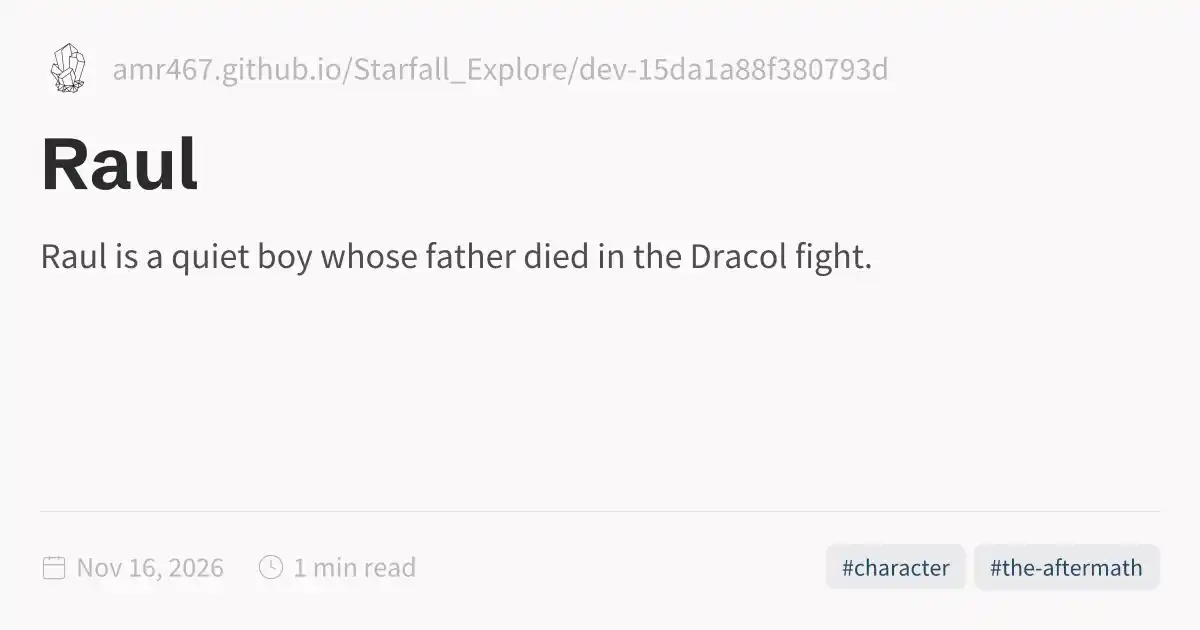 amr467.github.io/Starfall_Explore/dev-15da1a88f380793d
Raul
Raul is a quiet boy whose father died in the Dracol fight.
Nov 16, 2026 1 min read #character #the-aftermath